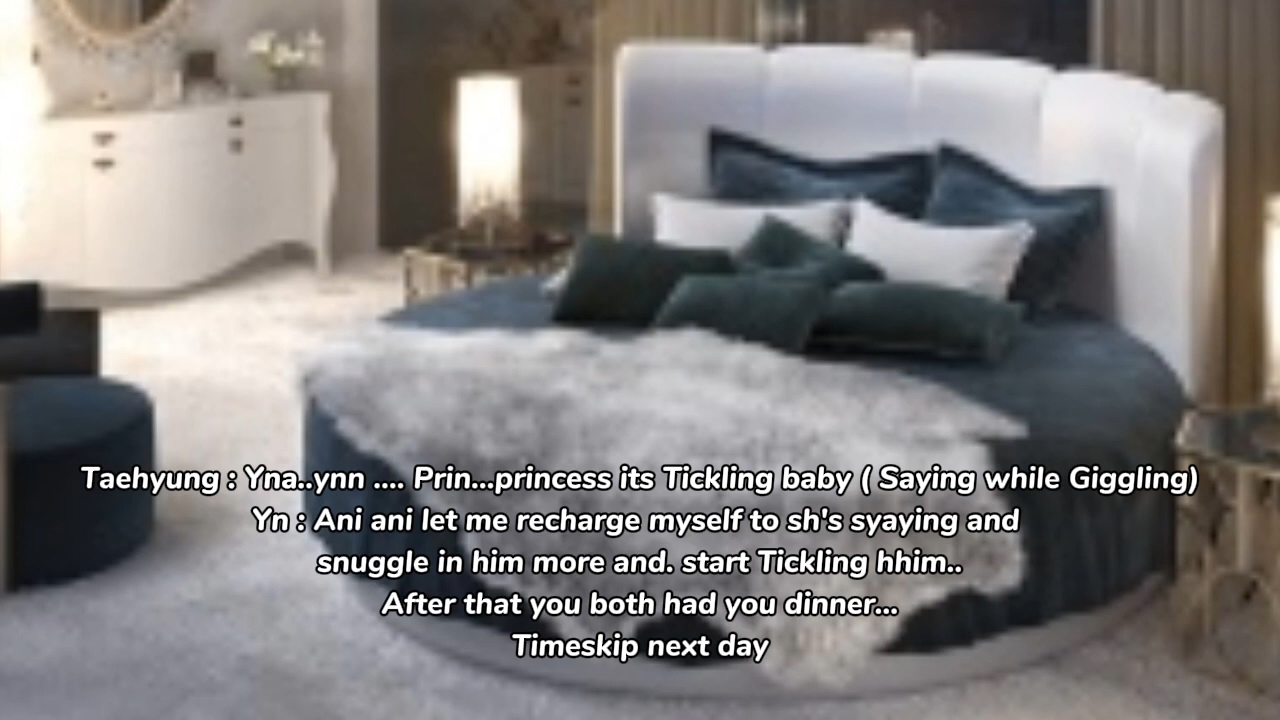 Taehyung : Yna..ynn .... Prin...princess its Tickling baby ( Saying while Giggling)
Yn : Ani ani let me recharge myself to sh's syaying and
snuggle in him more and. start Tickling hhim..
After that you both had you dinner...
Timeskip next day